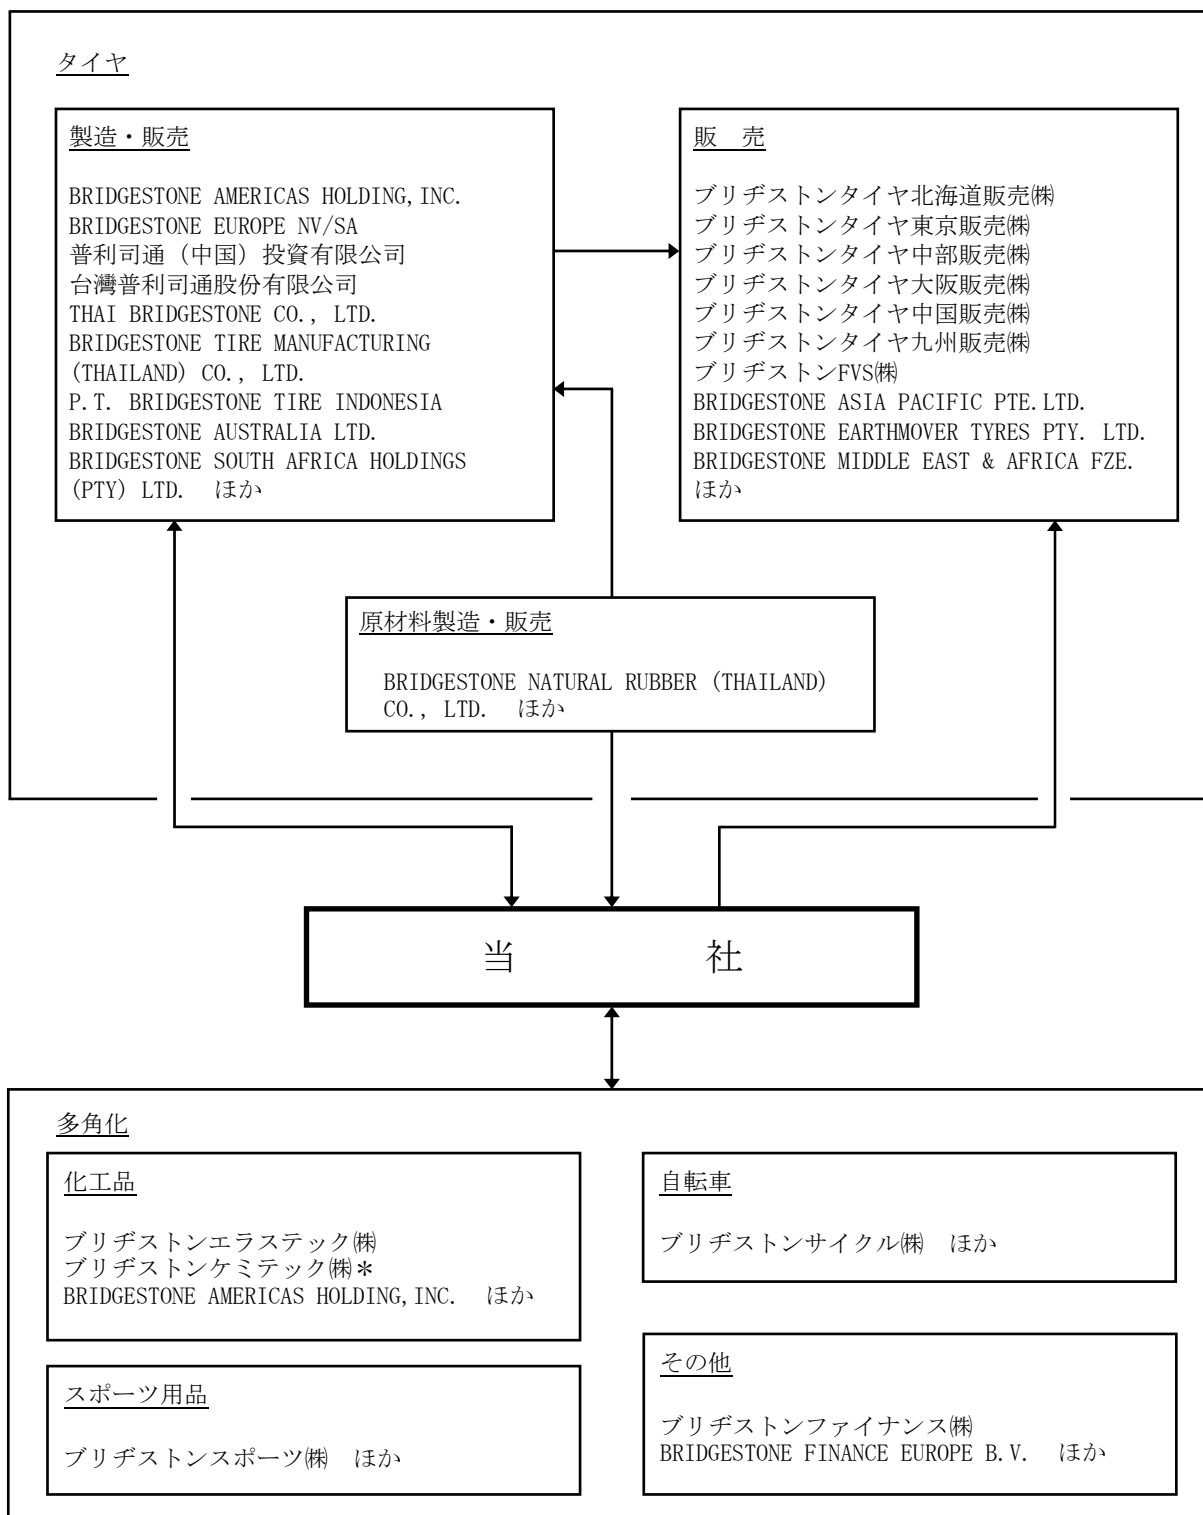 タイヤ
製造・販売
BRIDGESTONE AMERICAS HOLDING,INC.
BRIDGESTONE EUROPE NV/SA
普利司通（中国）投資有限公司
台灣普利司通股份有限公司
THAI BRIDGESTONE CO., LTD.
BRIDGESTONE TIRE MANUFACTURING
(THAILAND) CO., LTD.
P.T. BRIDGESTONE TIRE INDONESIA
BRIDGESTONE AUSTRALIA LTD.
BRIDGESTONE SOUTH AFRICA HOLDINGS
(PTY) LTD.　ほか
販　売
ブリヂストンタイヤ北海道販売㈱
ブリヂストンタイヤ東京販売㈱
ブリヂストンタイヤ中部販売㈱
ブリヂストンタイヤ大阪販売㈱
ブリヂストンタイヤ中国販売㈱
ブリヂストンタイヤ九州販売㈱
ブリヂストンFVS㈱
BRIDGESTONE ASIA PACIFIC PTE.LTD.
BRIDGESTONE EARTHMOVER TYRES PTY. LTD.
BRIDGESTONE MIDDLE EAST & AFRICA FZE.
ほか
原材料製造・販売
BRIDGESTONE NATURAL RUBBER (THAILAND)
CO., LTD.　ほか
当　社
多角化
化工品
ブリヂストンエラステック㈱
ブリヂストンケミテック㈱＊
BRIDGESTONE AMERICAS HOLDING,INC.　ほか
自転車
ブリヂストンサイクル㈱　ほか
スポーツ用品
ブリヂストンスポーツ㈱　ほか
その他
ブリヂストンファイナンス㈱
BRIDGESTONE FINANCE EUROPE B.V.　ほか